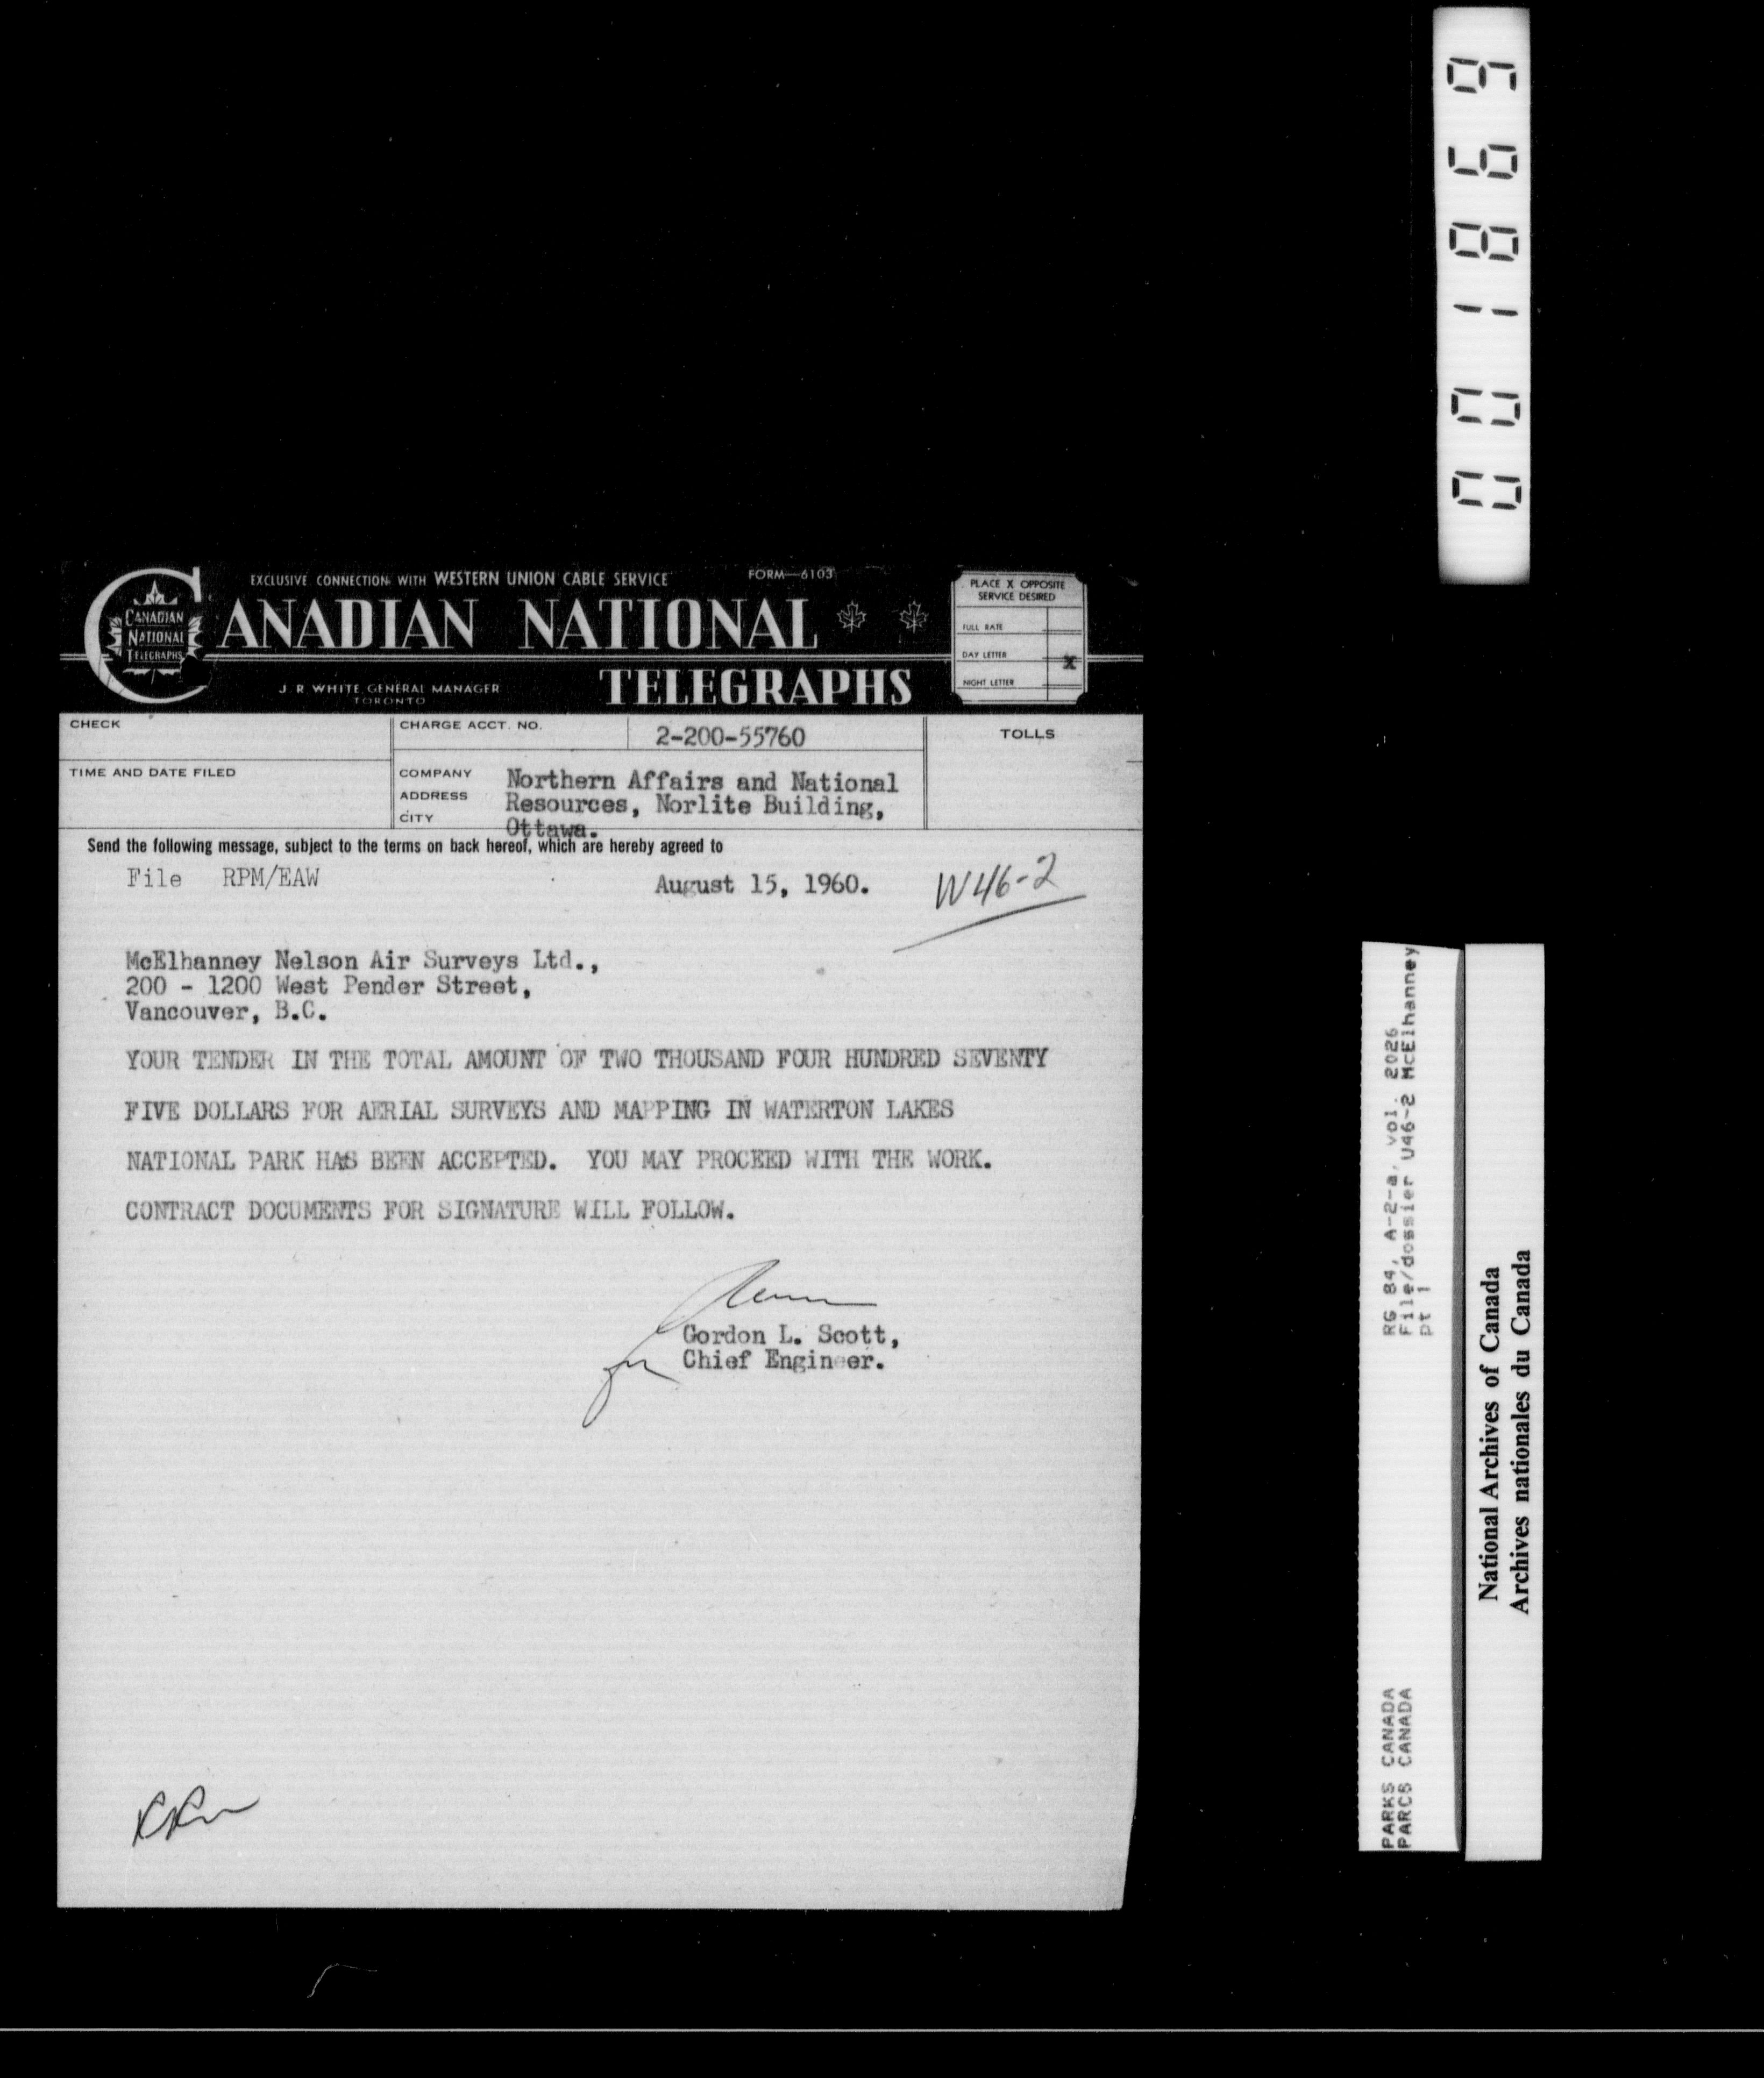 EXCLUSIVE CONNECTION WITH WESTERN UNION CABLE SERVICE
FORM—6103
CANADIAN NATIONAL
TELEGRAPHS
CANADIAN
NATIONAL
TELEGRAPHS
J. R. WHITE, GENERAL MANAGER
TORONTO
PLACE X OPPOSITE
SERVICE DESIRED
FULL RATE
DAY LETTER X
NIGHT LETTER
CHECK
CHARGE ACCT. NO. 2-200-55760
TOLLS
TIME AND DATE FILED
COMPANY Northern Affairs and National
ADDRESS Resources, Norlite Building,
CITY Ottawa.
Send the following message, subject to the terms on back hereof, which are hereby agreed to
File RPM/EAW August 15, 1960. W46-2
McElhanney Nelson Air Surveys Ltd.,
200 - 1200 West Pender Street,
Vancouver, B.C.
YOUR TENDER IN THE TOTAL AMOUNT OF TWO THOUSAND FOUR HUNDRED SEVENTY
FIVE DOLLARS FOR AERIAL SURVEYS AND MAPPING IN WATERTON LAKES
NATIONAL PARK HAS BEEN ACCEPTED. YOU MAY PROCEED WITH THE WORK.
CONTRACT DOCUMENTS FOR SIGNATURE WILL FOLLOW.
Gordon L. Scott,
for Chief Engineer.
001869
RG 84, A-2-a, vol. 2026
File/dossier U46-2 McElhanney
pt 1
PARKS CANADA
PARCS CANADA
National Archives of Canada
Archives nationales du Canada